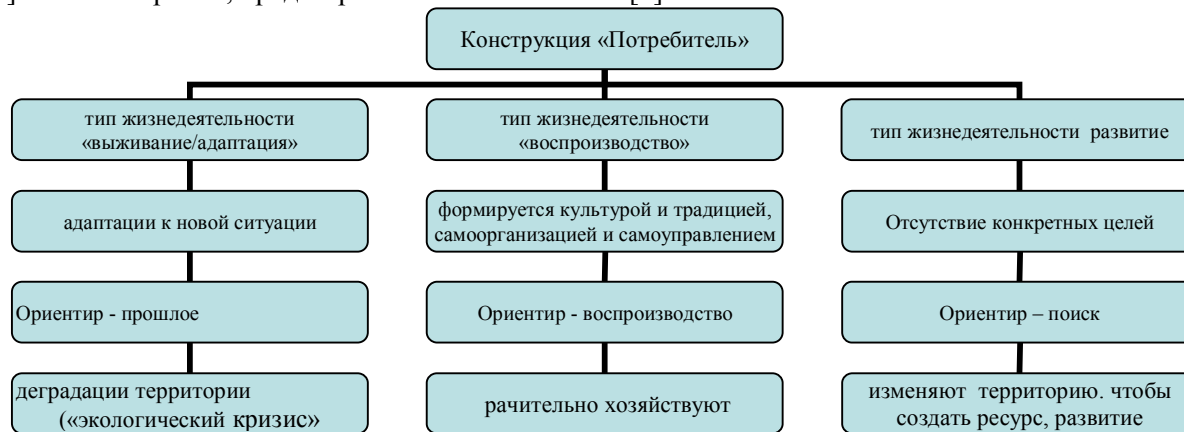 Конструкция «Потребитель»
тип жизнедеятельности
«выживание/адаптация»
тип жизнедеятельности
«воспроизводство»
тип жизнедеятельности развитие
адаптации к новой ситуации
формируется культурой и традицией,
самоорганизацией и самоуправлением
Отсутствие конкретных целей
Ориентир - прошлое
Ориентир - воспроизводство
Ориентир – поиск
деградации территории
(«экологический кризис»
рачительно хозяйствуют
изменяют территорию. чтобы
создать ресурс, развитие